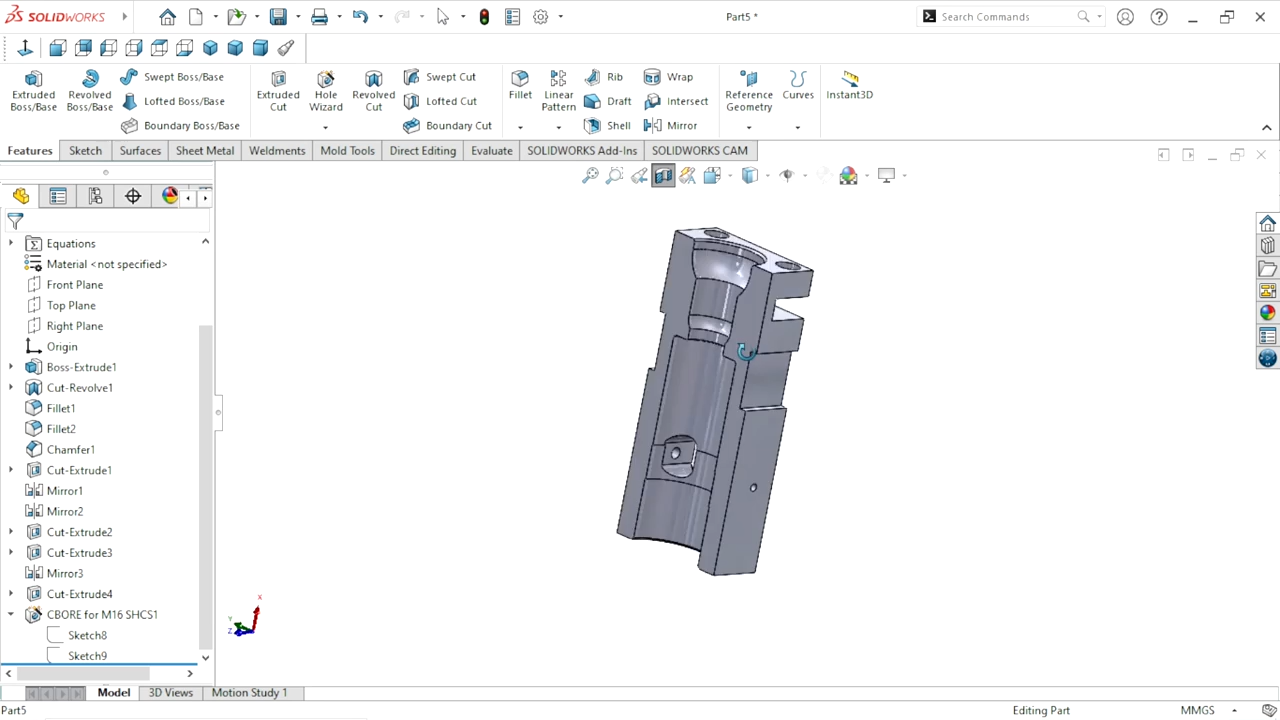 SOLIDWORKS
Part5 *
Search Commands
Extruded Boss/Base
Revolved Boss/Base
Swept Boss/Base
Lofted Boss/Base
Boundary Boss/Base
Extruded Cut
Hole Wizard
Revolved Cut
Swept Cut
Lofted Cut
Boundary Cut
Fillet
Linear Pattern
Rib
Draft
Shell
Wrap
Intersect
Mirror
Reference Geometry
Curves
Instant3D
Features
Sketch
Surfaces
Sheet Metal
Weldments
Mold Tools
Direct Editing
Evaluate
SOLIDWORKS Add-Ins
SOLIDWORKS CAM
Equations
Material <not specified>
Front Plane
Top Plane
Right Plane
Origin
Boss-Extrude1
Cut-Revolve1
Fillet1
Fillet2
Chamfer1
Cut-Extrude1
Mirror1
Mirror2
Cut-Extrude2
Cut-Extrude3
Mirror3
Cut-Extrude4
CBORE for M16 SHCS1
Sketch8
Sketch9
X
Y
Z
Model
3D Views
Motion Study 1
Part5
Editing Part
MMGS